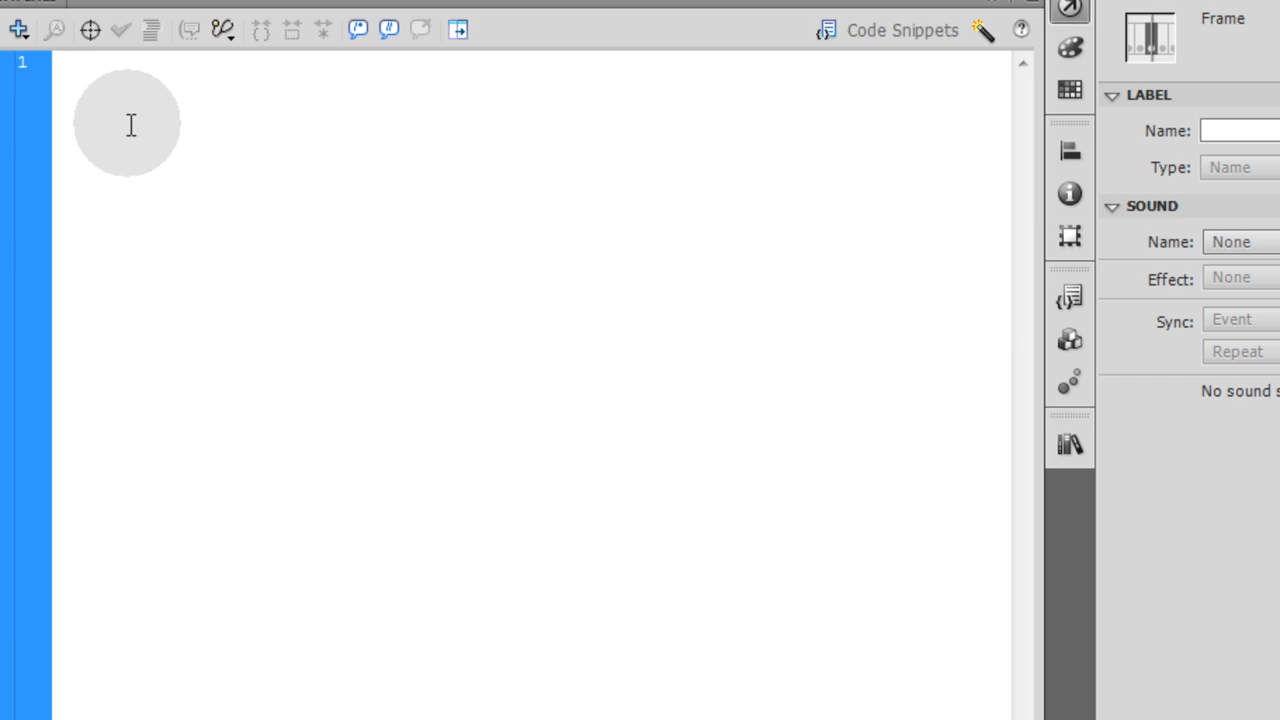 Code Snippets
1
Frame
LABEL
Name:
Type: Name
SOUND
Name: None
Effect: None
Sync: Event
Repeat
No sound s